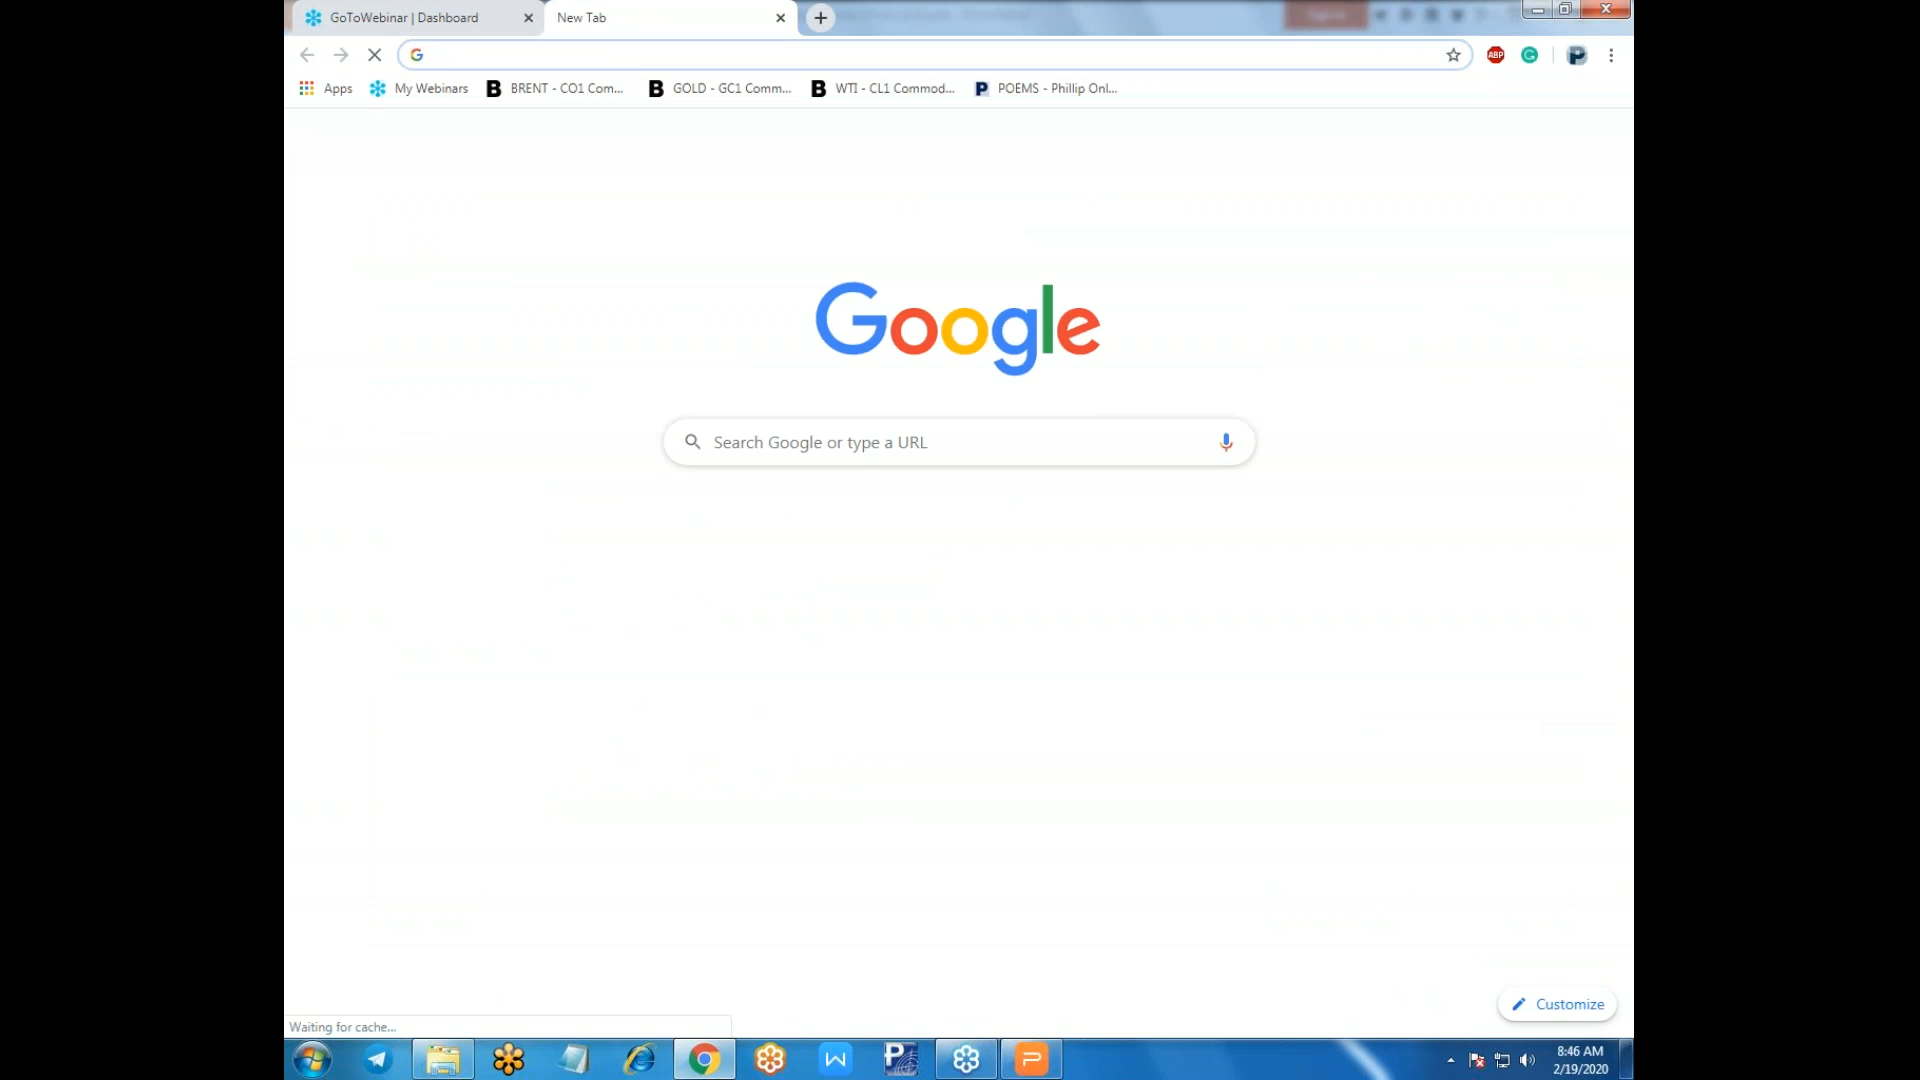 GoToWebinar | Dashboard
New Tab
G
ABP
Apps
My Webinars
B BRENT - CO1 Com...
B GOLD - GC1 Comm...
B WTI - CL1 Commod...
P POEMS - Phillip Onl...
Google
Search Google or type a URL
Customize
Waiting for cache...
8:46 AM
2/19/2020